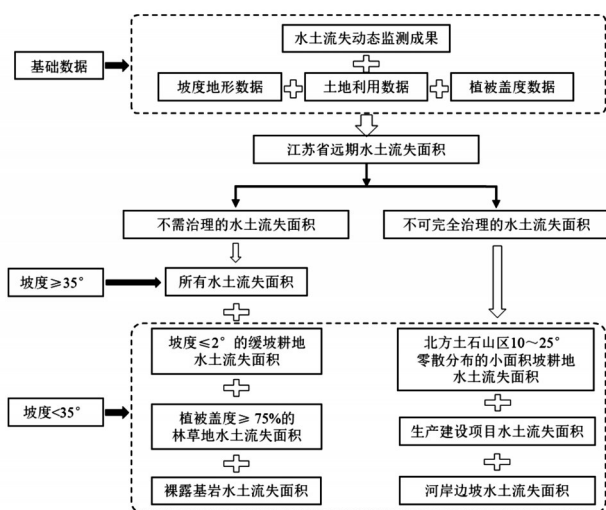 水土流失动态监测成果
基础数据
坡度地形数据
土地利用数据
植被盖度数据
江苏省远期水土流失面积
不需治理的水土流失面积
不可完全治理的水土流失面积
坡度≥35°
所有水土流失面积
坡度≤2°的缓坡耕地
水土流失面积
北方土石山区10～25°
零散分布的小面积坡耕地
水土流失面积
坡度<35°
植被盖度≥75%的
林草地水土流失面积
生产建设项目水土流失面积
裸露基岩水土流失面积
河岸边坡水土流失面积